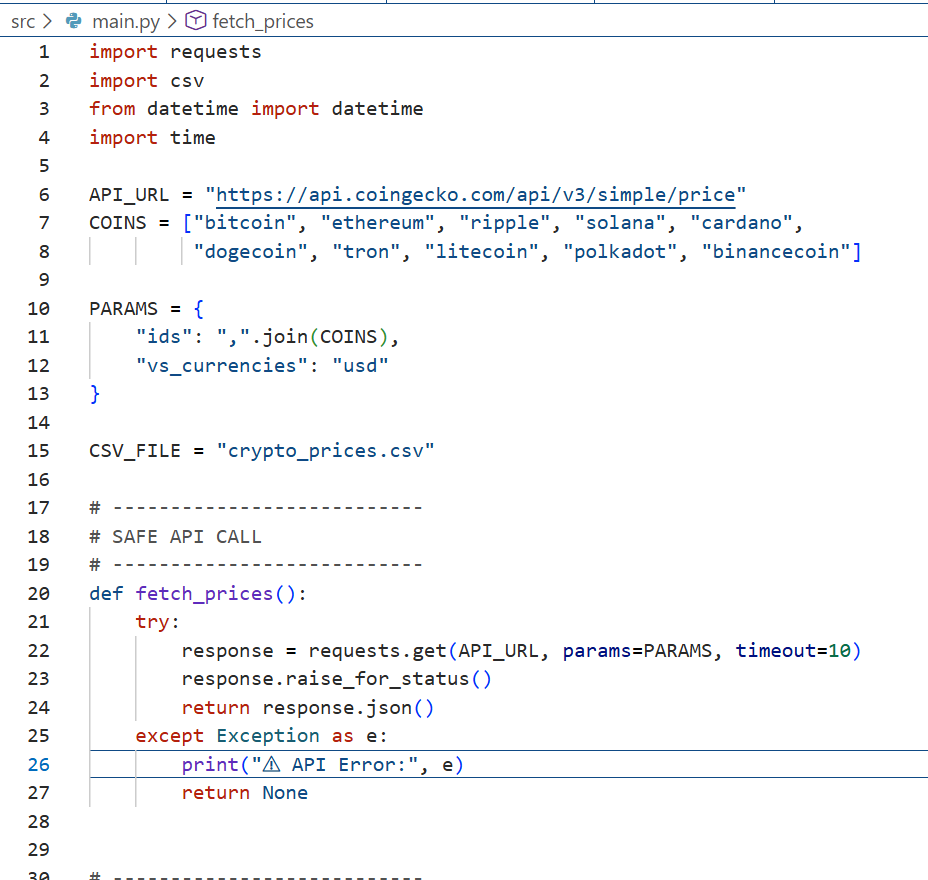 src > main.py > fetch_prices
1 import requests
2 import csv
3 from datetime import datetime
4 import time
5
6 API_URL = "https://api.coingecko.com/api/v3/simple/price"
7 COINS = ["bitcoin", "ethereum", "ripple", "solana", "cardano",
8          "dogecoin", "tron", "litecoin", "polkadot", "binancecoin"]
9
10 PARAMS = {
11     "ids": ",".join(COINS),
12     "vs_currencies": "usd"
13 }
14
15 CSV_FILE = "crypto_prices.csv"
16
17 # ---------------------------
18 # SAFE API CALL
19 # ---------------------------
20 def fetch_prices():
21     try:
22         response = requests.get(API_URL, params=PARAMS, timeout=10)
23         response.raise_for_status()
24         return response.json()
25     except Exception as e:
26         print("⚠ API Error:", e)
27         return None
28
29
30 # ---------------------------